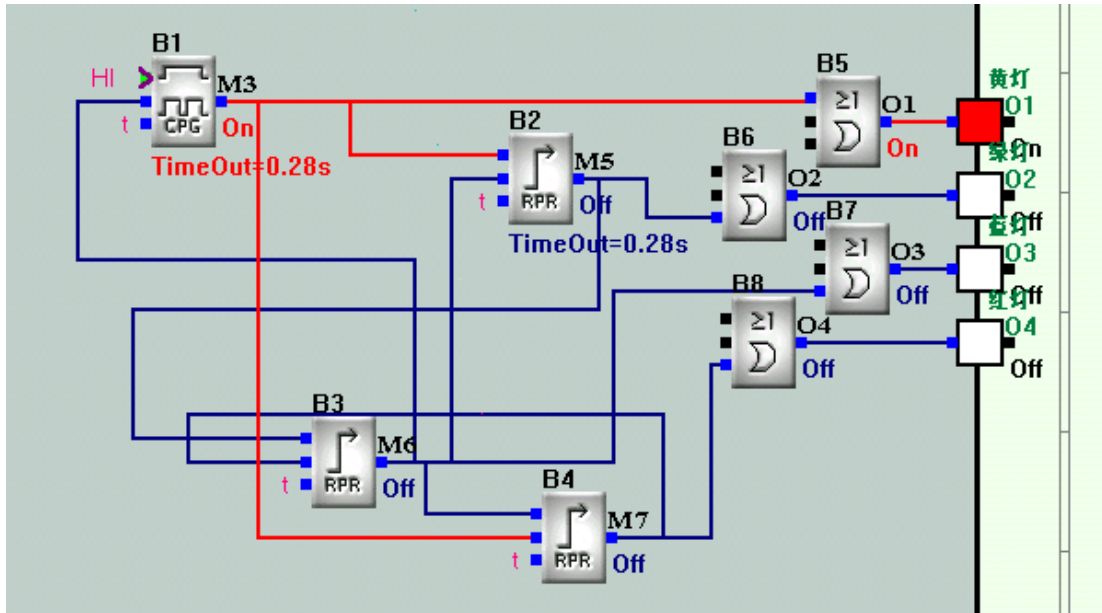 B1
HI
M3
CPG
t
On
TimeOut=0.28s
B2
M5
RPR
t
Off
TimeOut=0.28s
B5
≥1
O1
On
B6
≥1
O2
Off
B7
≥1
O3
Off
B8
≥1
O4
Off
B3
M6
RPR
t
Off
B4
M7
RPR
t
Off
黄灯
O1
On
绿灯
O2
Off
蓝灯
O3
Off
红灯
O4
Off